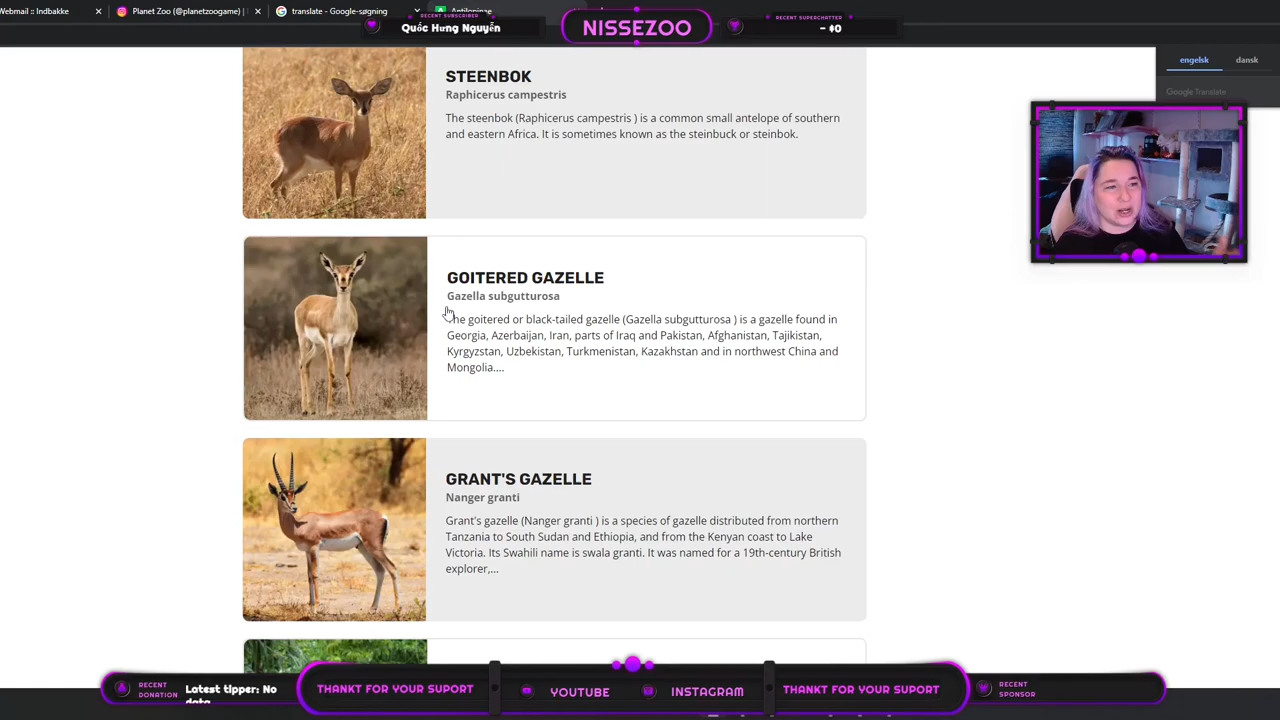 Webmail :: Indbakke
Planet Zoo (@planetzoogame) |
translate - Google-søgning
Antilopinae
RECENT SUBSCRIBER
Quốc Hưng Nguyễn
NISSEZOO
RECENT SUPERCHATTER
- $0
engelsk
dansk
Google Translate
STEENBOK
Raphicerus campestris
The steenbok (Raphicerus campestris ) is a common small antelope of southern
and eastern Africa. It is sometimes known as the steinbuck or steinbok.
GOITERED GAZELLE
Gazella subgutturosa
The goitered or black-tailed gazelle (Gazella subgutturosa ) is a gazelle found in
Georgia, Azerbaijan, Iran, parts of Iraq and Pakistan, Afghanistan, Tajikistan,
Kyrgyzstan, Uzbekistan, Turkmenistan, Kazakhstan and in northwest China and
Mongolia....
GRANT'S GAZELLE
Nanger granti
Grant's gazelle (Nanger granti ) is a species of gazelle distributed from northern
Tanzania to South Sudan and Ethiopia, and from the Kenyan coast to Lake
Victoria. Its Swahili name is swala granti. It was named for a 19th-century British
explorer,...
RECENT
DONATION
Latest tipper: No
data
THANKT FOR YOUR SUPORT
YOUTUBE
INSTAGRAM
THANKT FOR YOUR SUPORT
RECENT
SPONSOR